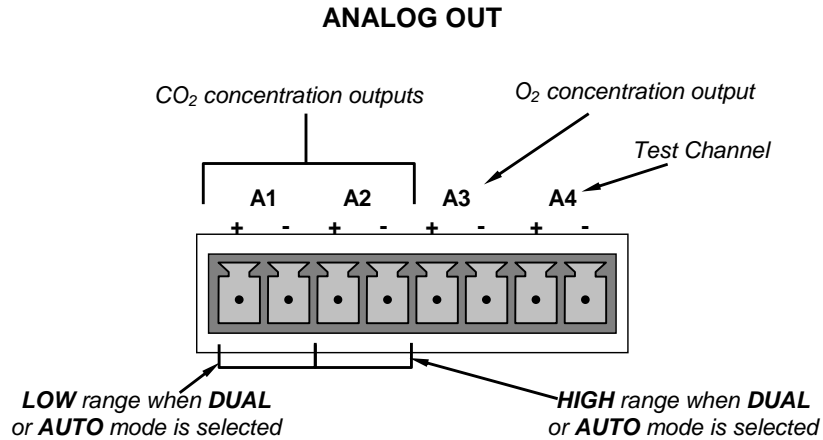 ANALOG OUT
CO₂ concentration outputs
O₂ concentration output
Test Channel
A1 A2 A3 A4
+ - + - + - + -
LOW range when DUAL
or AUTO mode is selected
HIGH range when DUAL
or AUTO mode is selected